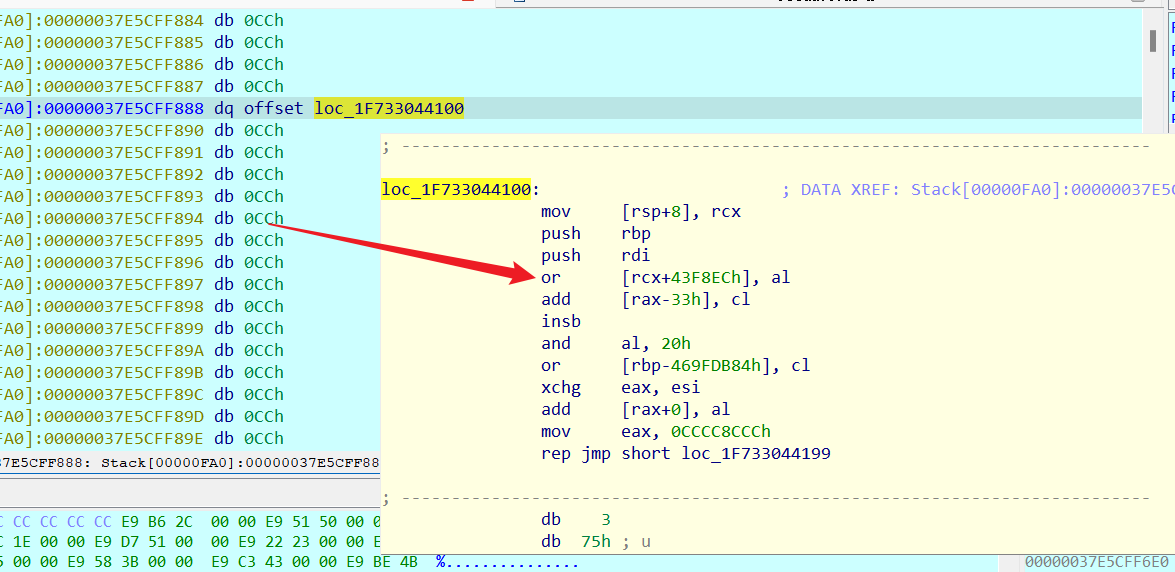 FA0]:00000037E5CFF884 db 0CCh
FA0]:00000037E5CFF885 db 0CCh
FA0]:00000037E5CFF886 db 0CCh
FA0]:00000037E5CFF887 db 0CCh
FA0]:00000037E5CFF888 dq offset loc_1F733044100
FA0]:00000037E5CFF890 db 0CCh
FA0]:00000037E5CFF891 db 0CCh
FA0]:00000037E5CFF892 db 0CCh
FA0]:00000037E5CFF893 db 0CCh
FA0]:00000037E5CFF894 db 0CCh
FA0]:00000037E5CFF895 db 0CCh
FA0]:00000037E5CFF896 db 0CCh
FA0]:00000037E5CFF897 db 0CCh
FA0]:00000037E5CFF898 db 0CCh
FA0]:00000037E5CFF899 db 0CCh
FA0]:00000037E5CFF89A db 0CCh
FA0]:00000037E5CFF89B db 0CCh
FA0]:00000037E5CFF89C db 0CCh
FA0]:00000037E5CFF89D db 0CCh
FA0]:00000037E5CFF89E db 0CCh
37E5CFF888: Stack[00000FA0]:00000037E5CFF88
; ---------------------------------------------------------------------------
loc_1F733044100: ; DATA XREF: Stack[00000FA0]:00000037E5C
mov [rsp+8], rcx
push rbp
push rdi
or [rcx+43F8ECh], al
add [rax-33h], cl
insb
and al, 20h
or [rbp-469FDB84h], cl
xchg eax, esi
add [rax+0], al
mov eax, 0CCCC8CCCh
rep jmp short loc_1F733044199
; ---------------------------------------------------------------------------
db 3
db 75h ; u
CC CC CC CC E9 B6 2C 00 00 E9 51 50 00 0
1E 00 00 E9 D7 51 00 00 E9 22 23 00 00 E
00 00 E9 58 3B 00 00 E9 C3 43 00 00 E9 BE 4B %...............
00000037E5CFF6E0